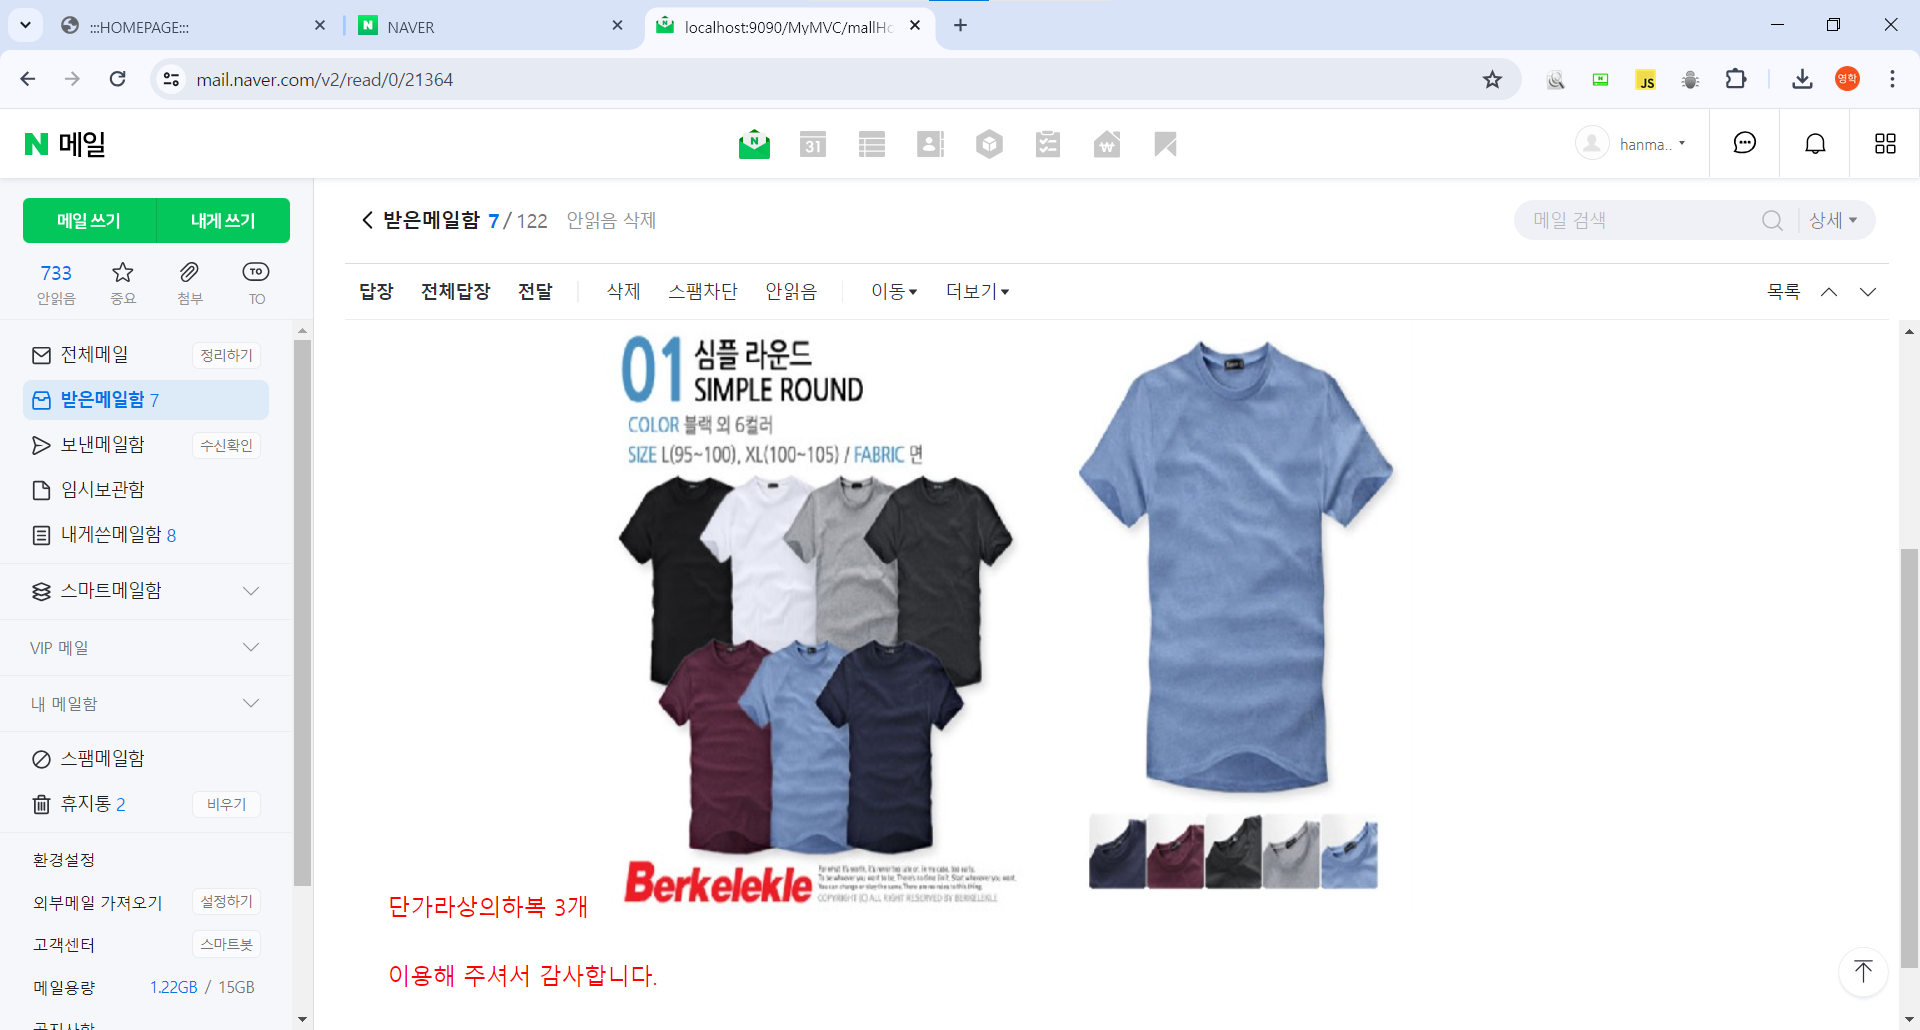 :::HOMEPAGE:::
NAVER
localhost:9090/MyMVC/mallHo
mail.naver.com/v2/read/0/21364
JS
영학
N 메일
N
31
hanma..
메일 쓰기
내게 쓰기
733
안읽음
중요
첨부
TO
TO
전체메일
정리하기
받은메일함 7
보낸메일함
수신확인
임시보관함
내게쓴메일함 8
스마트메일함
VIP 메일
내 메일함
스팸메일함
휴지통 2
비우기
환경설정
외부메일 가져오기
설정하기
고객센터
스마트봇
메일용량
1.22GB / 15GB
공지사항
받은메일함 7 / 122 안읽음 삭제
메일 검색
상세
답장 전체답장 전달 삭제 스팸차단 안읽음 이동 더보기
목록
01 심플 라운드
SIMPLE ROUND
COLOR 블랙 외 6컬러
SIZE L(95~100), XL(100~105) / FABRIC 면
Berkelekle
COPYRIGHT (C) ALL RIGHT RESERVED BY BERKELEKLE
단가라상의하복 3개
이용해 주셔서 감사합니다.